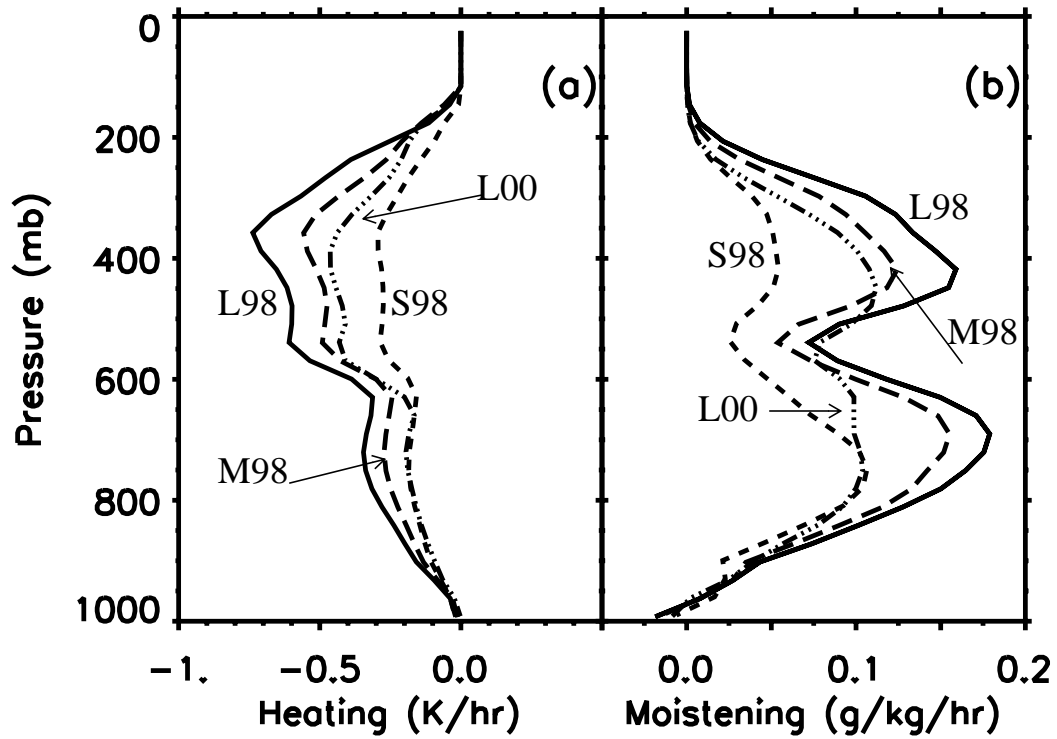 0
(a)
(b)
200
L00
L98
S98
400
L98
S98
M98
600
L00
M98
800
1000
Pressure (mb)
-1.
-0.5
0.0
0.0
0.1
0.2
Heating (K/hr)
Moistening (g/kg/hr)